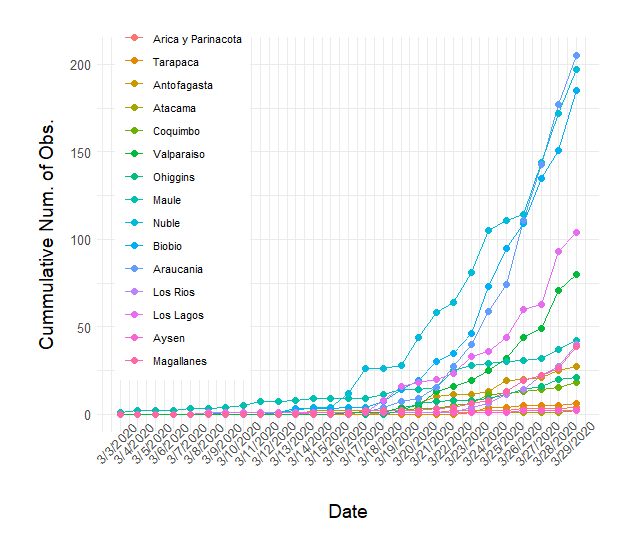 Cummulative Num. of Obs.
200
150
100
50
0
Arica y Parinacota
Tarapaca
Antofagasta
Atacama
Coquimbo
Valparaiso
Ohiggins
Maule
Nuble
Biobio
Araucania
Los Rios
Los Lagos
Aysen
Magallanes
3/3/2020
3/4/2020
3/5/2020
3/6/2020
3/7/2020
3/8/2020
3/9/2020
3/10/2020
3/11/2020
3/12/2020
3/13/2020
3/14/2020
3/15/2020
3/16/2020
3/17/2020
3/18/2020
3/19/2020
3/20/2020
3/21/2020
3/22/2020
3/23/2020
3/24/2020
3/25/2020
3/26/2020
3/27/2020
3/28/2020
3/29/2020
Date